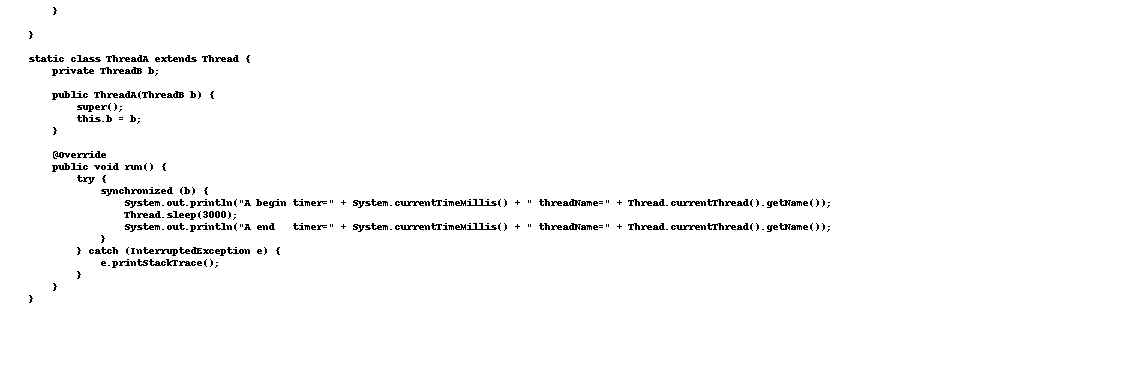 }
}
static class ThreadA extends Thread {
private ThreadB b;
public ThreadA(ThreadB b) {
super();
this.b = b;
}
@Override
public void run() {
try {
synchronized (b) {
System.out.println("A begin timer=" + System.currentTimeMillis() + " threadName=" + Thread.currentThread().getName());
Thread.sleep(3000);
System.out.println("A end   timer=" + System.currentTimeMillis() + " threadName=" + Thread.currentThread().getName());
}
} catch (InterruptedException e) {
e.printStackTrace();
}
}
}